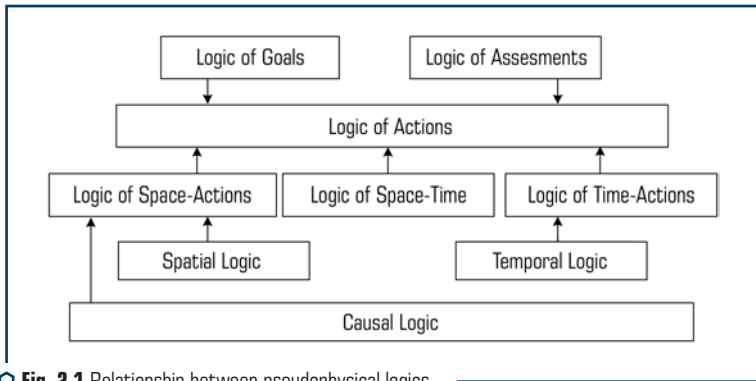 Logic of Goals
Logic of Assesments
Logic of Actions
Logic of Space-Actions
Logic of Space-Time
Logic of Time-Actions
Spatial Logic
Temporal Logic
Causal Logic
Fig. 2.1 Relationship between pseudophysical logics